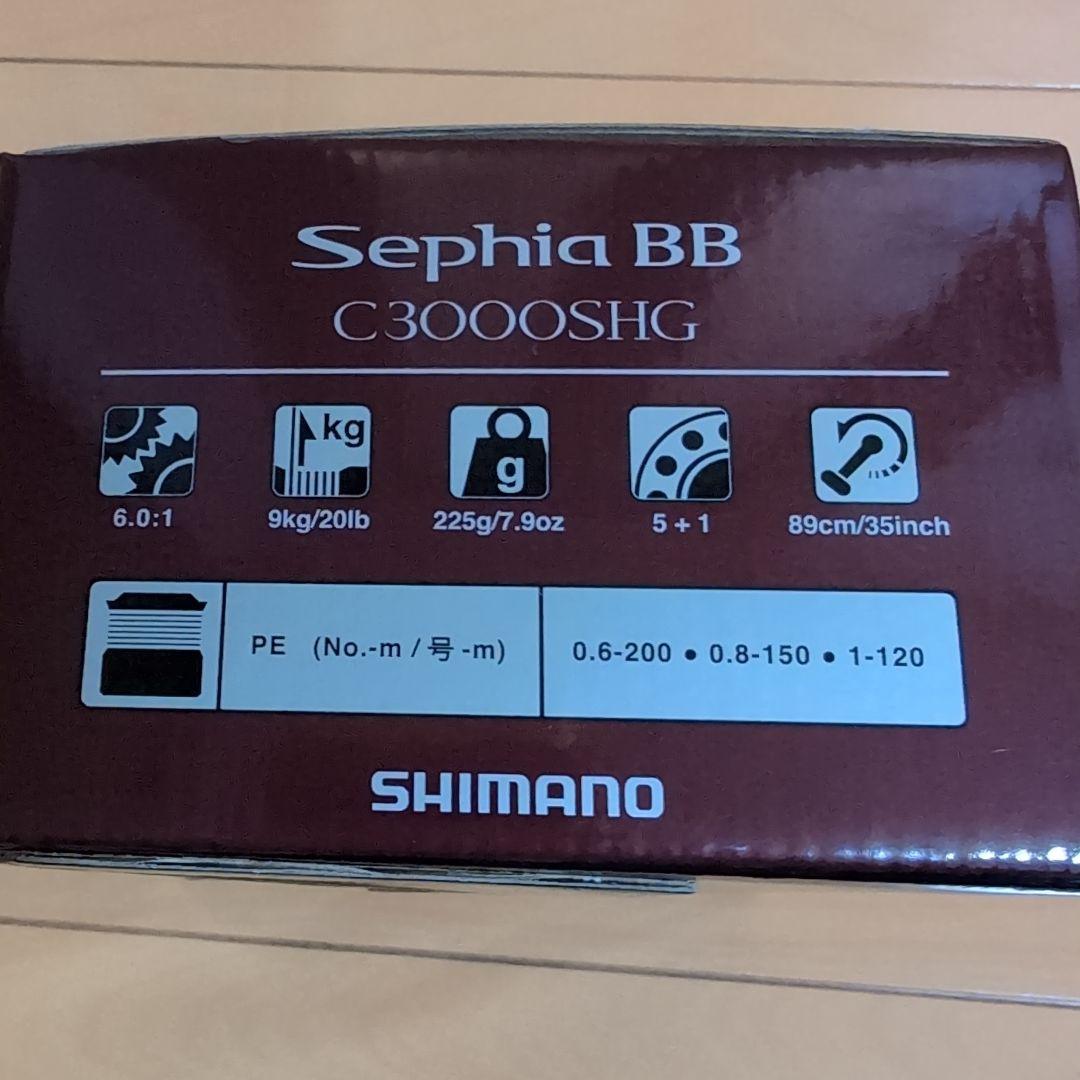 Sephia BB
C3000SHG
kg g
6.0:1 9kg/20lb 225g/7.9oz 5+1 89cm/35inch
PE (No.-m / 号 -m) 0.6-200 ● 0.8-150 ● 1-120
SHIMANO